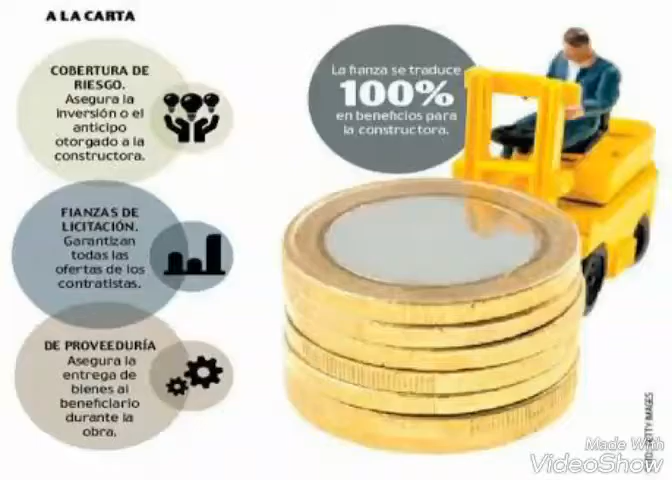 A LA CARTA
COBERTURA DE
RIESGO.
Asegura la
inversión o el
anticipo
otorgado a la
constructora.
La fianza se traduce
100%
en beneficios para
la constructora.
FIANZAS DE
LICITACIÓN.
Garantizan
todas las
ofertas de los
contratistas.
DE PROVEEDURÍA
Asegura la
entrega de
bienes al
beneficiario
durante la
obra.
GETTY IMAGES
Made With
VideoShow